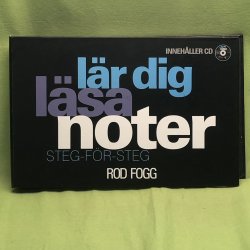 INNEHÅLLER CD
lär dig
läsa
noter
STEG-FÖR-STEG
ROD FOGG